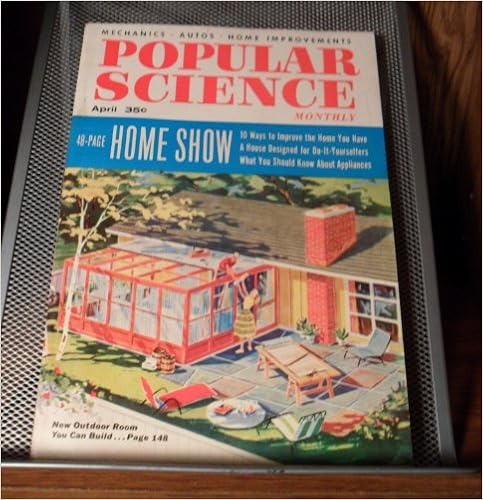 MECHANICS · AUTOS · HOME IMPROVEMENTS
POPULAR
SCIENCE
MONTHLY
April 35c
48-PAGE HOME SHOW
10 Ways to Improve the Home You Have
A House Designed for Do-It-Yourselfers
What You Should Know About Appliances
New Outdoor Room
You Can Build...Page 148